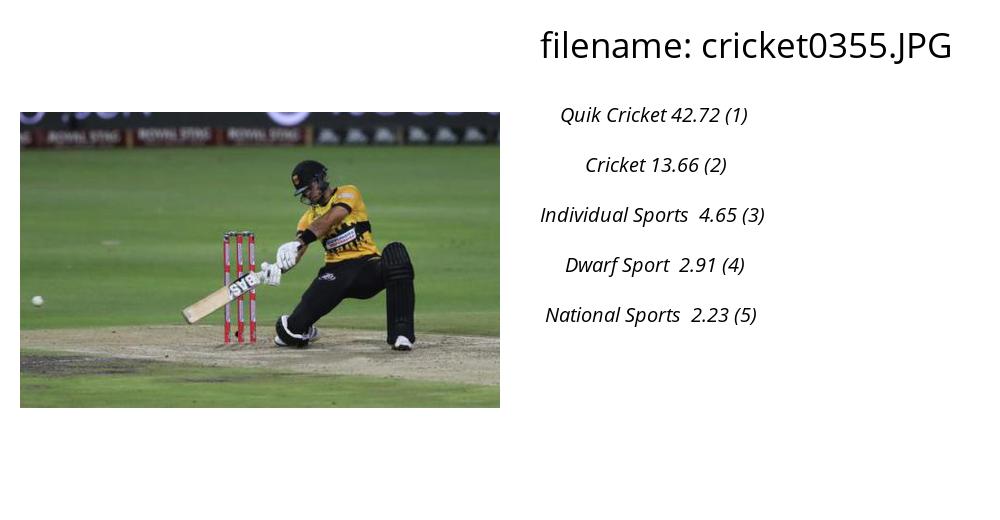 filename: cricket0355.JPG
Quik Cricket 42.72 (1)
Cricket 13.66 (2)
Individual Sports 4.65 (3)
Dwarf Sport 2.91 (4)
National Sports 2.23 (5)
ROYAL STAG ROYAL STAG ROYAL STAG